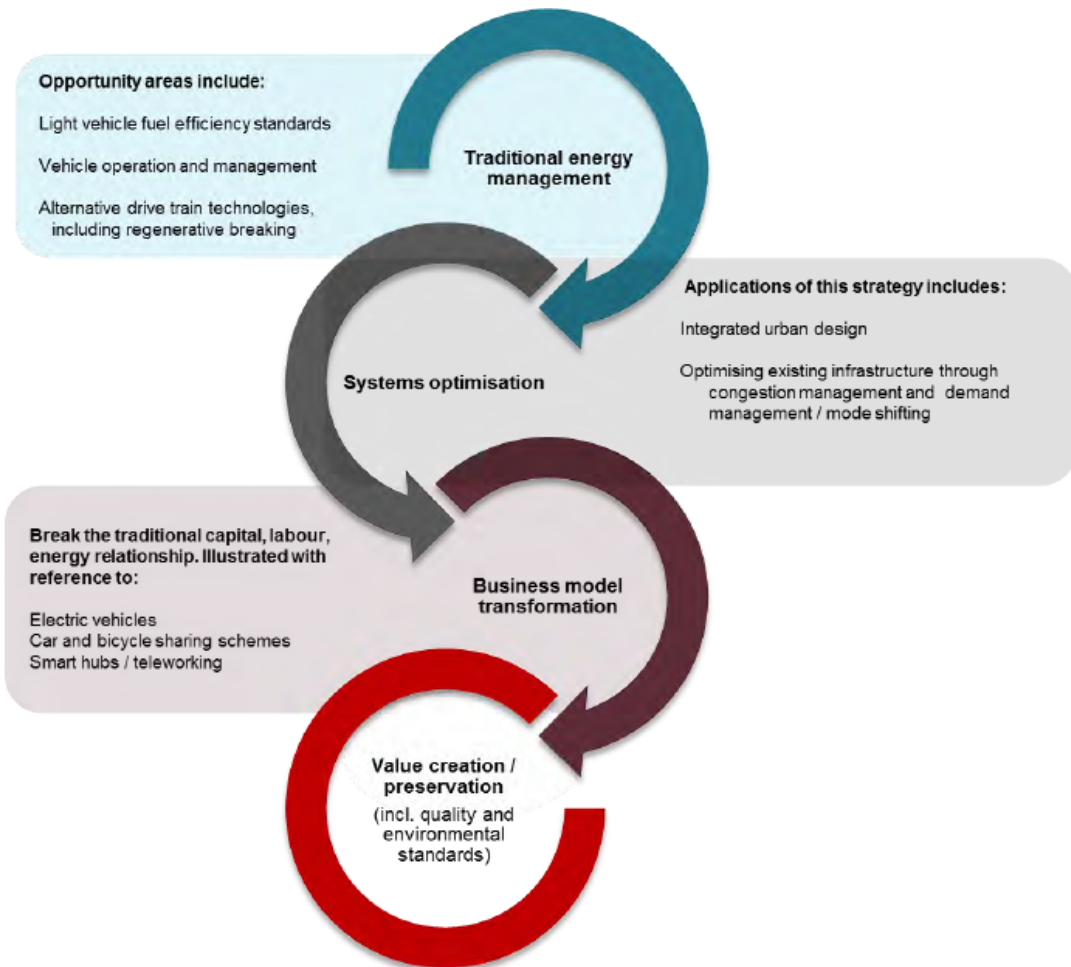 Opportunity areas include:
Light vehicle fuel efficiency standards
Vehicle operation and management
Alternative drive train technologies,
including regenerative breaking
Traditional energy
management
Applications of this strategy includes:
Integrated urban design
Optimising existing infrastructure through
congestion management and demand
management / mode shifting
Systems optimisation
Break the traditional capital, labour,
energy relationship. Illustrated with
reference to:
Electric vehicles
Car and bicycle sharing schemes
Smart hubs / teleworking
Business model
transformation
Value creation /
preservation
(incl. quality and
environmental
standards)